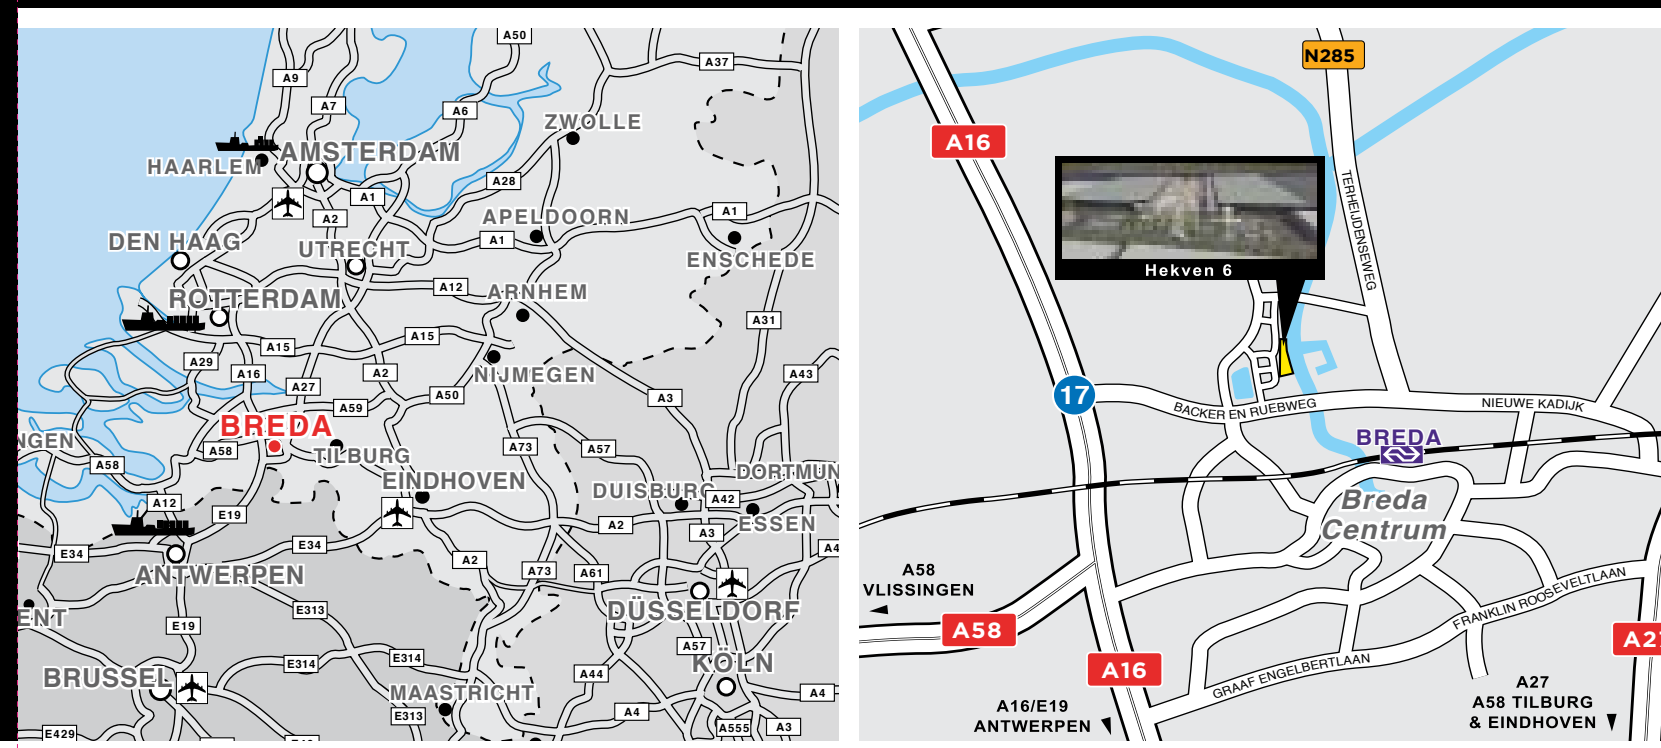 A50
A37
A9
A7
A6
ZWOLLE
AMSTERDAM
HAARLEM
A28
A1
A2
APELDOORN
A1
DEN HAAG
UTRECHT
A1
ENSCHEDE
A12
ARNHEM
ROTTERDAM
A31
A15
A15
A29
A16
A2
A43
NIJMEGEN
A27
A50
A3
A59
BREDA
NGEN
A58
TILBURG
A73
A57
A58
EINDHOVEN
DORTMUN
DUISBURG
A42
A12
E19
A2
ESSEN
A3
E34
E34
A4
A2
A73
A61
ANTWERPEN
DÜSSELDORF
ENT
E313
E19
A57
KÖLN
E314
E314
BRUSSEL
A44
MAASTRICHT
A4
E313
A4
E429
A555
A3
N285
A16
TERHEIJDENSEWEG
Hekven 6
17
BACKER EN RUEBWEG
NIEUWE KADIJK
BREDA
Breda
Centrum
A58
VLISSINGEN
A58
FRANKLIN ROOSEVELTLAAN
A27
A16
GRAAF ENGELBERTLAAN
A16/E19
ANTWERPEN
A27
A58 TILBURG
& EINDHOVEN